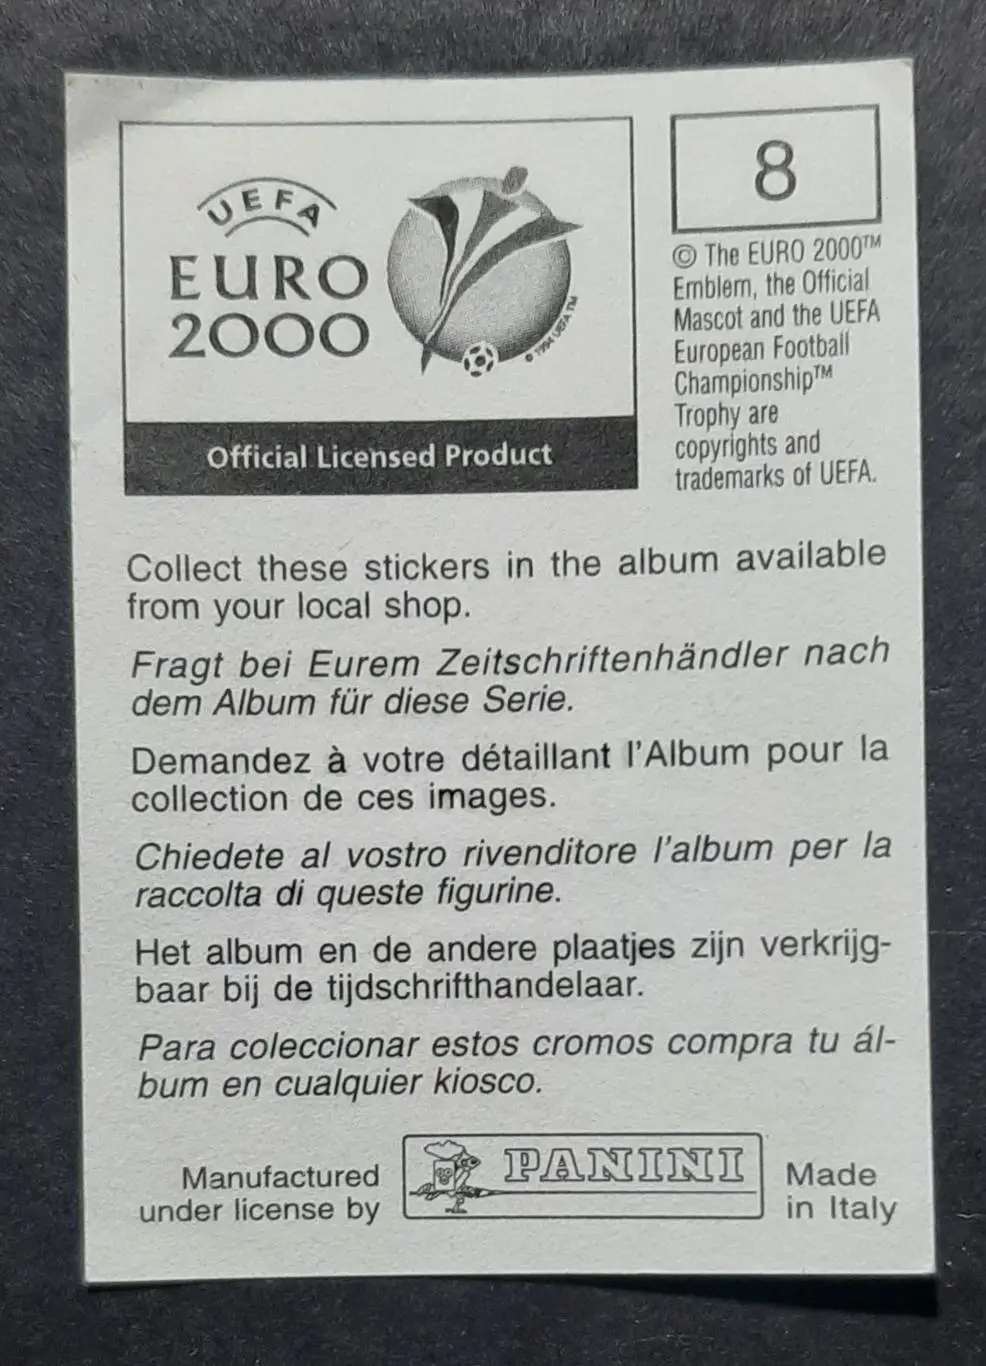 UEFA
EURO
2000
© 1994 UEFA TM
Official Licensed Product
8
© The EURO 2000™
Emblem, the Official
Mascot and the UEFA
European Football
Championship™
Trophy are
copyrights and
trademarks of UEFA.
Collect these stickers in the album available
from your local shop.
Fragt bei Eurem Zeitschriftenhändler nach
dem Album für diese Serie.
Demandez à votre détaillant l'Album pour la
collection de ces images.
Chiedete al vostro rivenditore l'album per la
raccolta di queste figurine.
Het album en de andere plaatjes zijn verkrijg-
baar bij de tijdschrifthandelaar.
Para coleccionar estos cromos compra tu ál-
bum en cualquier kiosco.
Manufactured
under license by
PANINI
Made
in Italy